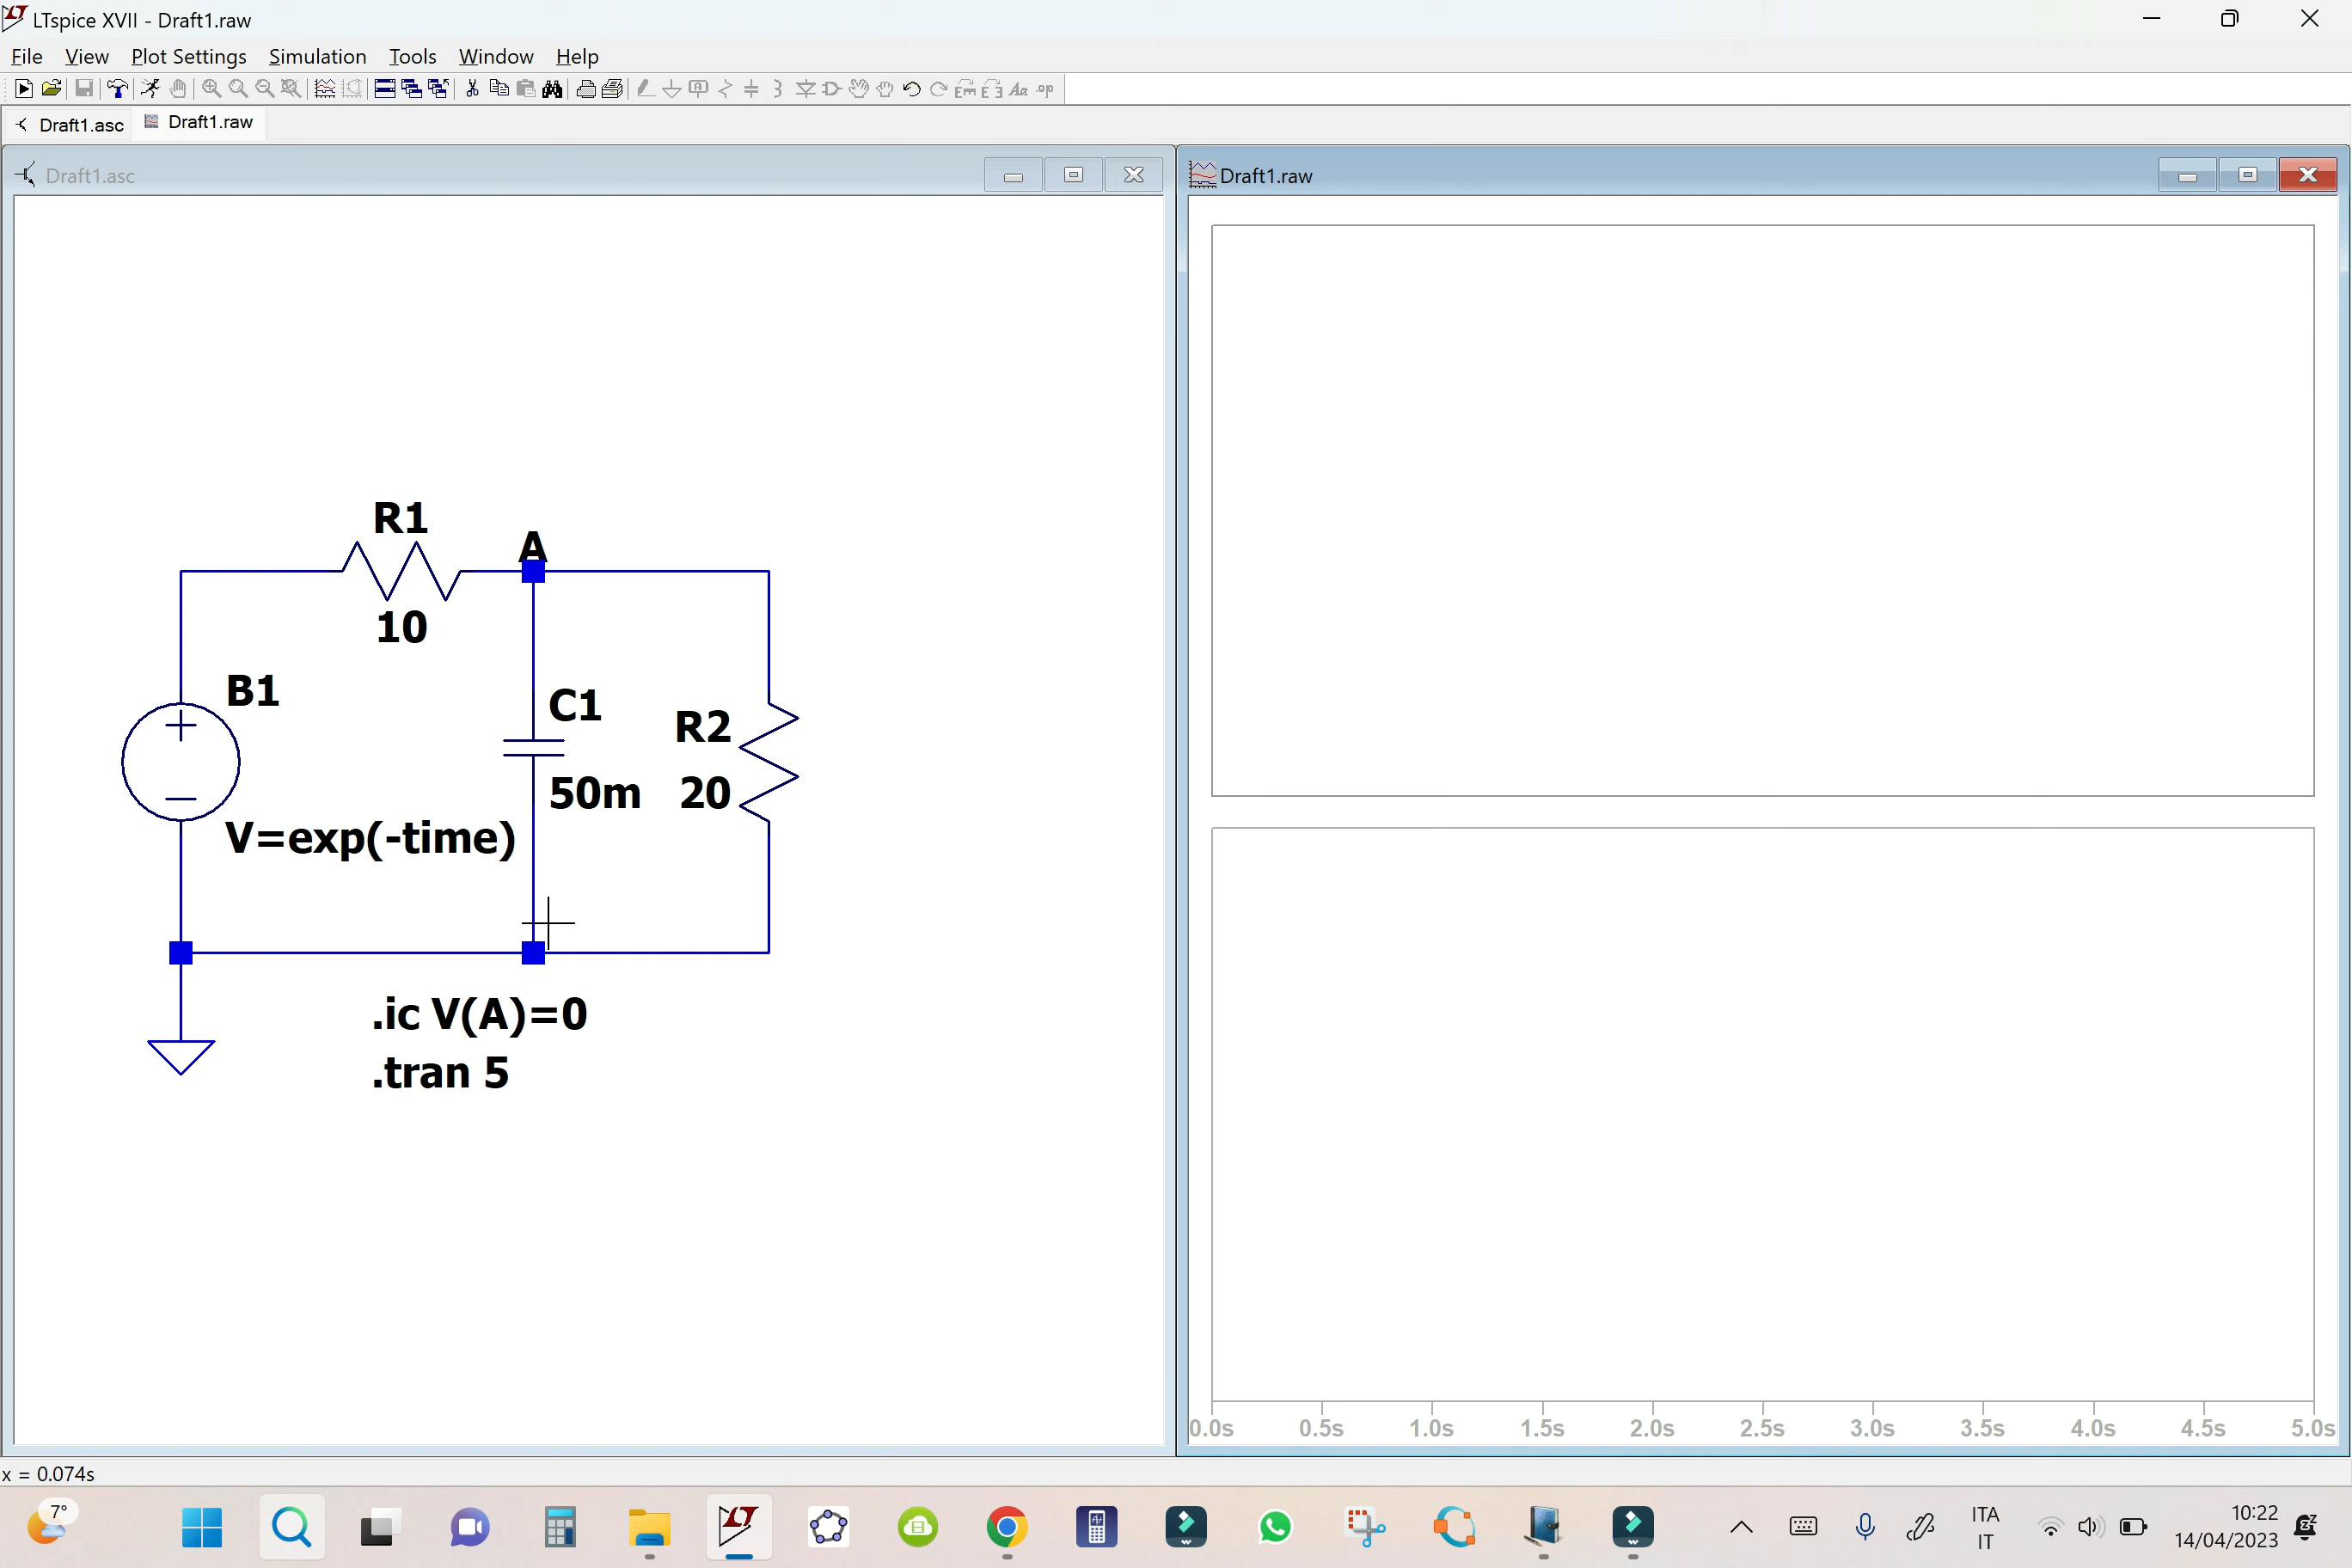 LTspice XVII - Draft1.raw
File View Plot Settings Simulation Tools Window Help
Draft1.asc Draft1.raw
Draft1.asc
R1
A
10
B1
C1
R2
50m
20
V=exp(-time)
.ic V(A)=0
.tran 5
Draft1.raw
0.0s 0.5s 1.0s 1.5s 2.0s 2.5s 3.0s 3.5s 4.0s 4.5s 5.0s
x = 0.074s
7°
ITA
IT
10:22
14/04/2023